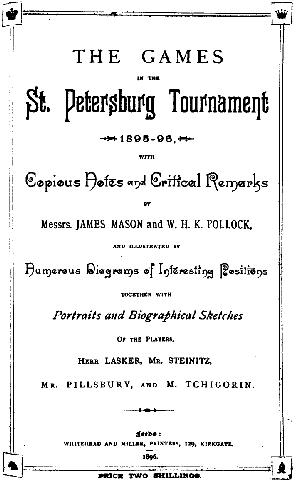 THE GAMES
IN THE
St. Petersburg Tournament
1895-96,
WITH
Copious Notes and Critical Remarks
BY
Messrs. JAMES MASON and W. H. K. POLLOCK,
AND ILLUSTRATED BY
Numerous Diagrams of Interesting Positions
TOGETHER WITH
Portraits and Biographical Sketches
OF THE PLAYERS,
HERR LASKER, MR. STEINITZ,
MR. PILLSBURY, AND M. TCHIGORIN.
Leeds:
WHITEHEAD AND MILLER, PRINTERS, 129, KIRKGATE.
1896.
PRICE TWO SHILLINGS.